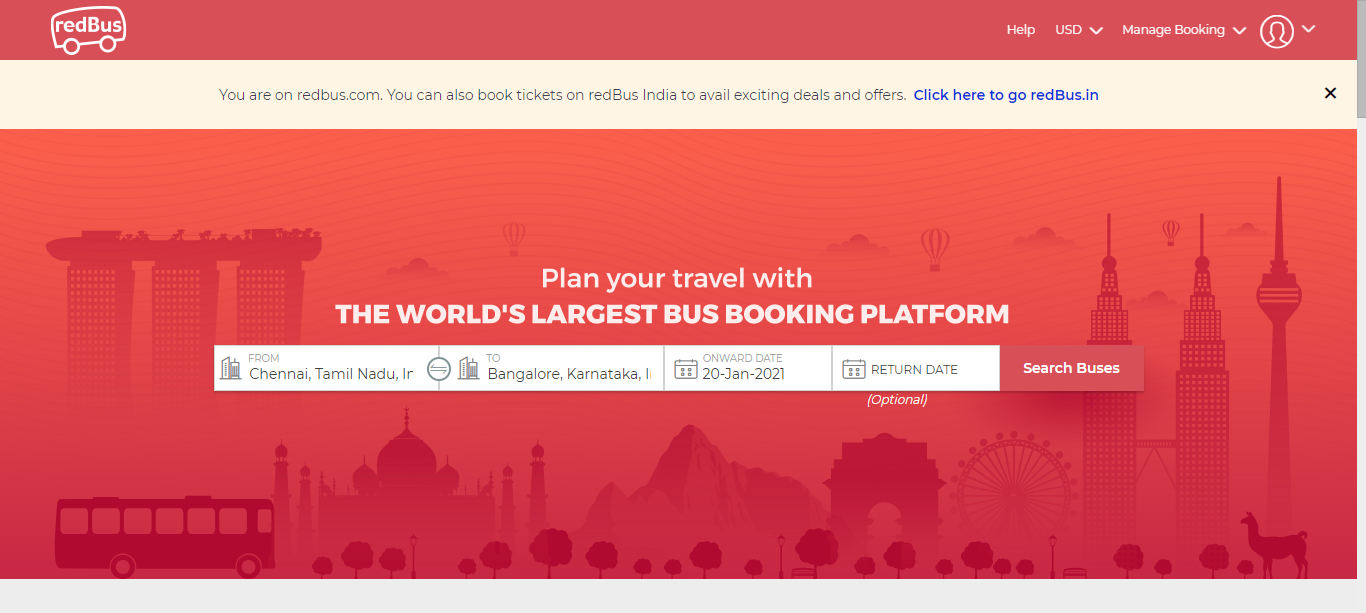 redBus
Help USD Manage Booking
You are on redbus.com. You can also book tickets on redBus India to avail exciting deals and offers. Click here to go redBus.in
Plan your travel with
THE WORLD'S LARGEST BUS BOOKING PLATFORM
FROM
Chennai, Tamil Nadu, In
TO
Bangalore, Karnataka, I
ONWARD DATE
20-Jan-2021
RETURN DATE
(Optional)
Search Buses